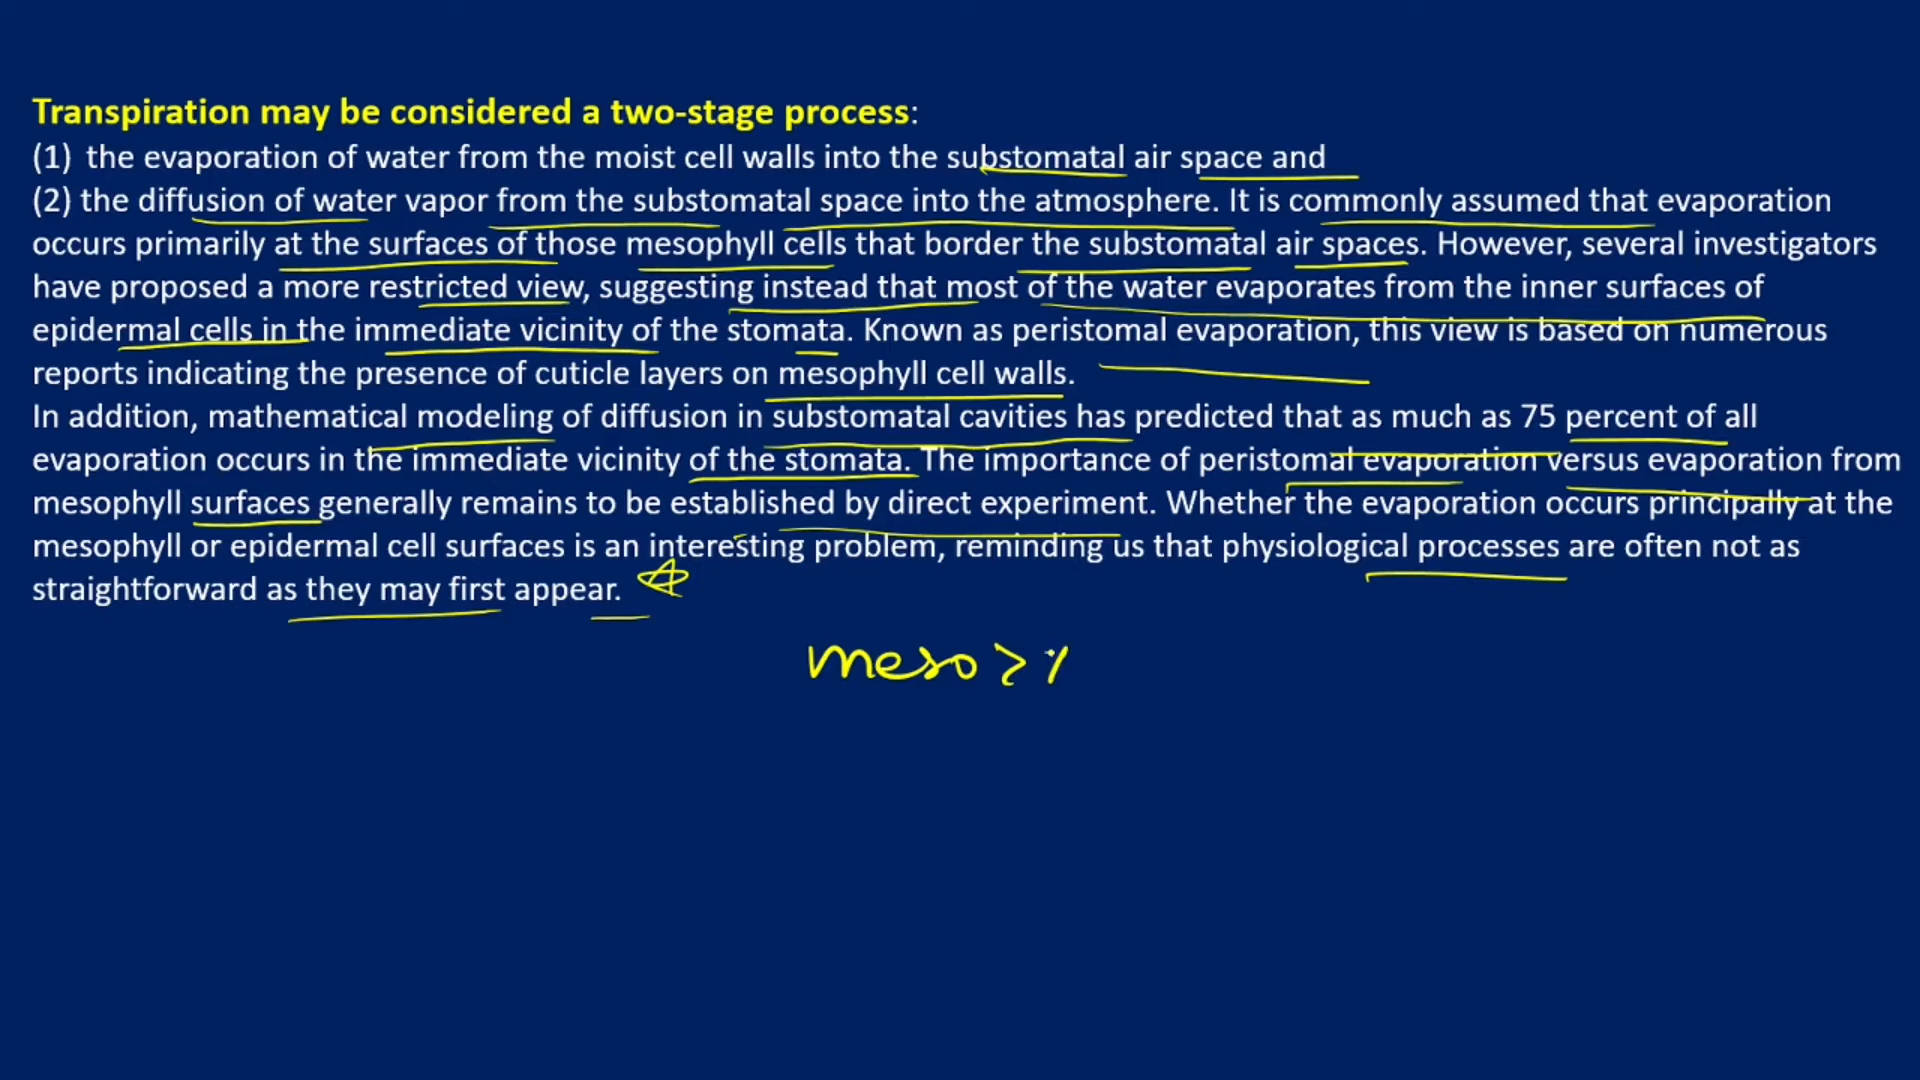 Transpiration may be considered a two-stage process:
(1) the evaporation of water from the moist cell walls into the substomatal air space and
(2) the diffusion of water vapor from the substomatal space into the atmosphere. It is commonly assumed that evaporation
occurs primarily at the surfaces of those mesophyll cells that border the substomatal air spaces. However, several investigators
have proposed a more restricted view, suggesting instead that most of the water evaporates from the inner surfaces of
epidermal cells in the immediate vicinity of the stomata. Known as peristomal evaporation, this view is based on numerous
reports indicating the presence of cuticle layers on mesophyll cell walls.
In addition, mathematical modeling of diffusion in substomatal cavities has predicted that as much as 75 percent of all
evaporation occurs in the immediate vicinity of the stomata. The importance of peristomal evaporation versus evaporation from
mesophyll surfaces generally remains to be established by direct experiment. Whether the evaporation occurs principally at the
mesophyll or epidermal cell surfaces is an interesting problem, reminding us that physiological processes are often not as
straightforward as they may first appear.
meso >